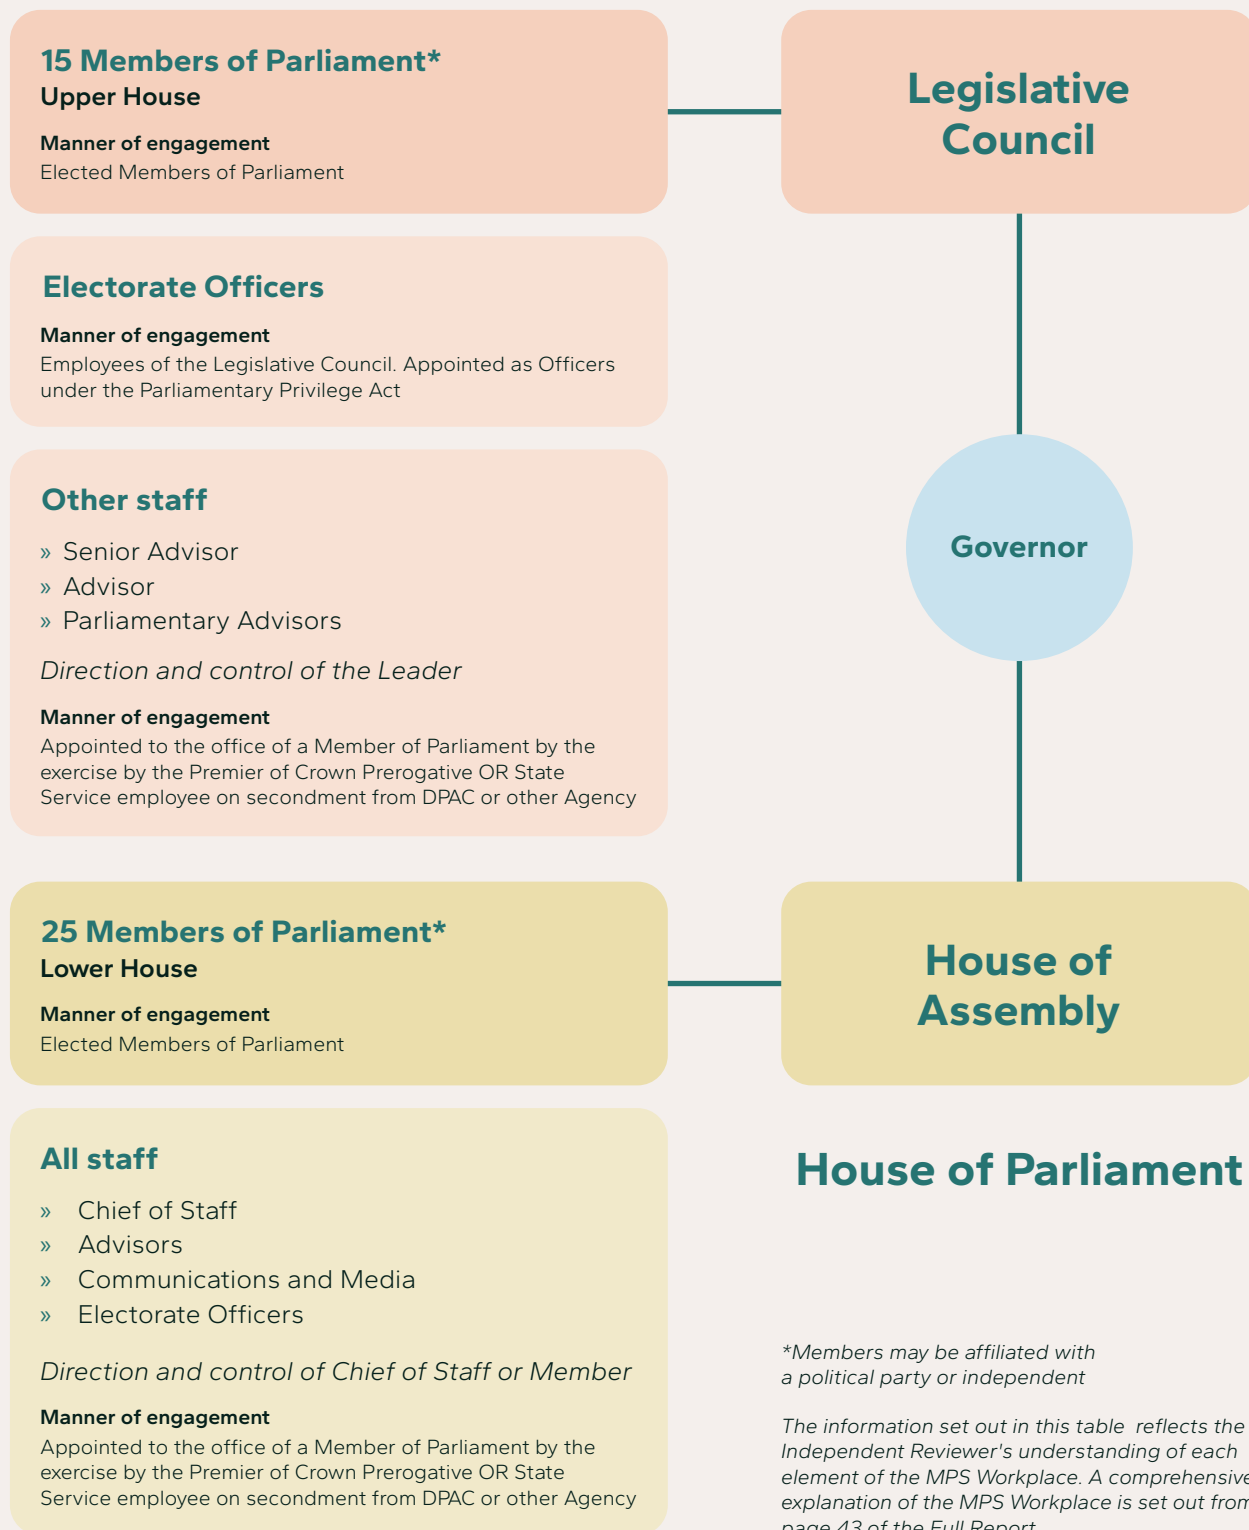 15 Members of Parliament*
Upper House
Manner of engagement
Elected Members of Parliament
Legislative
Council
Electorate Officers
Manner of engagement
Employees of the Legislative Council. Appointed as Officers
under the Parliamentary Privilege Act
Other staff
» Senior Advisor
» Advisor
» Parliamentary Advisors
Direction and control of the Leader
Manner of engagement
Appointed to the office of a Member of Parliament by the
exercise by the Premier of Crown Prerogative OR State
Service employee on secondment from DPAC or other Agency
Governor
25 Members of Parliament*
Lower House
Manner of engagement
Elected Members of Parliament
House of
Assembly
All staff
» Chief of Staff
» Advisors
» Communications and Media
» Electorate Officers
Direction and control of Chief of Staff or Member
Manner of engagement
Appointed to the office of a Member of Parliament by the
exercise by the Premier of Crown Prerogative OR State
Service employee on secondment from DPAC or other Agency
House of Parliament
*Members may be affiliated with
a political party or independent
The information set out in this table reflects the
Independent Reviewer's understanding of each
element of the MPS Workplace. A comprehensive
explanation of the MPS Workplace is set out from
page 43 of the Full Report